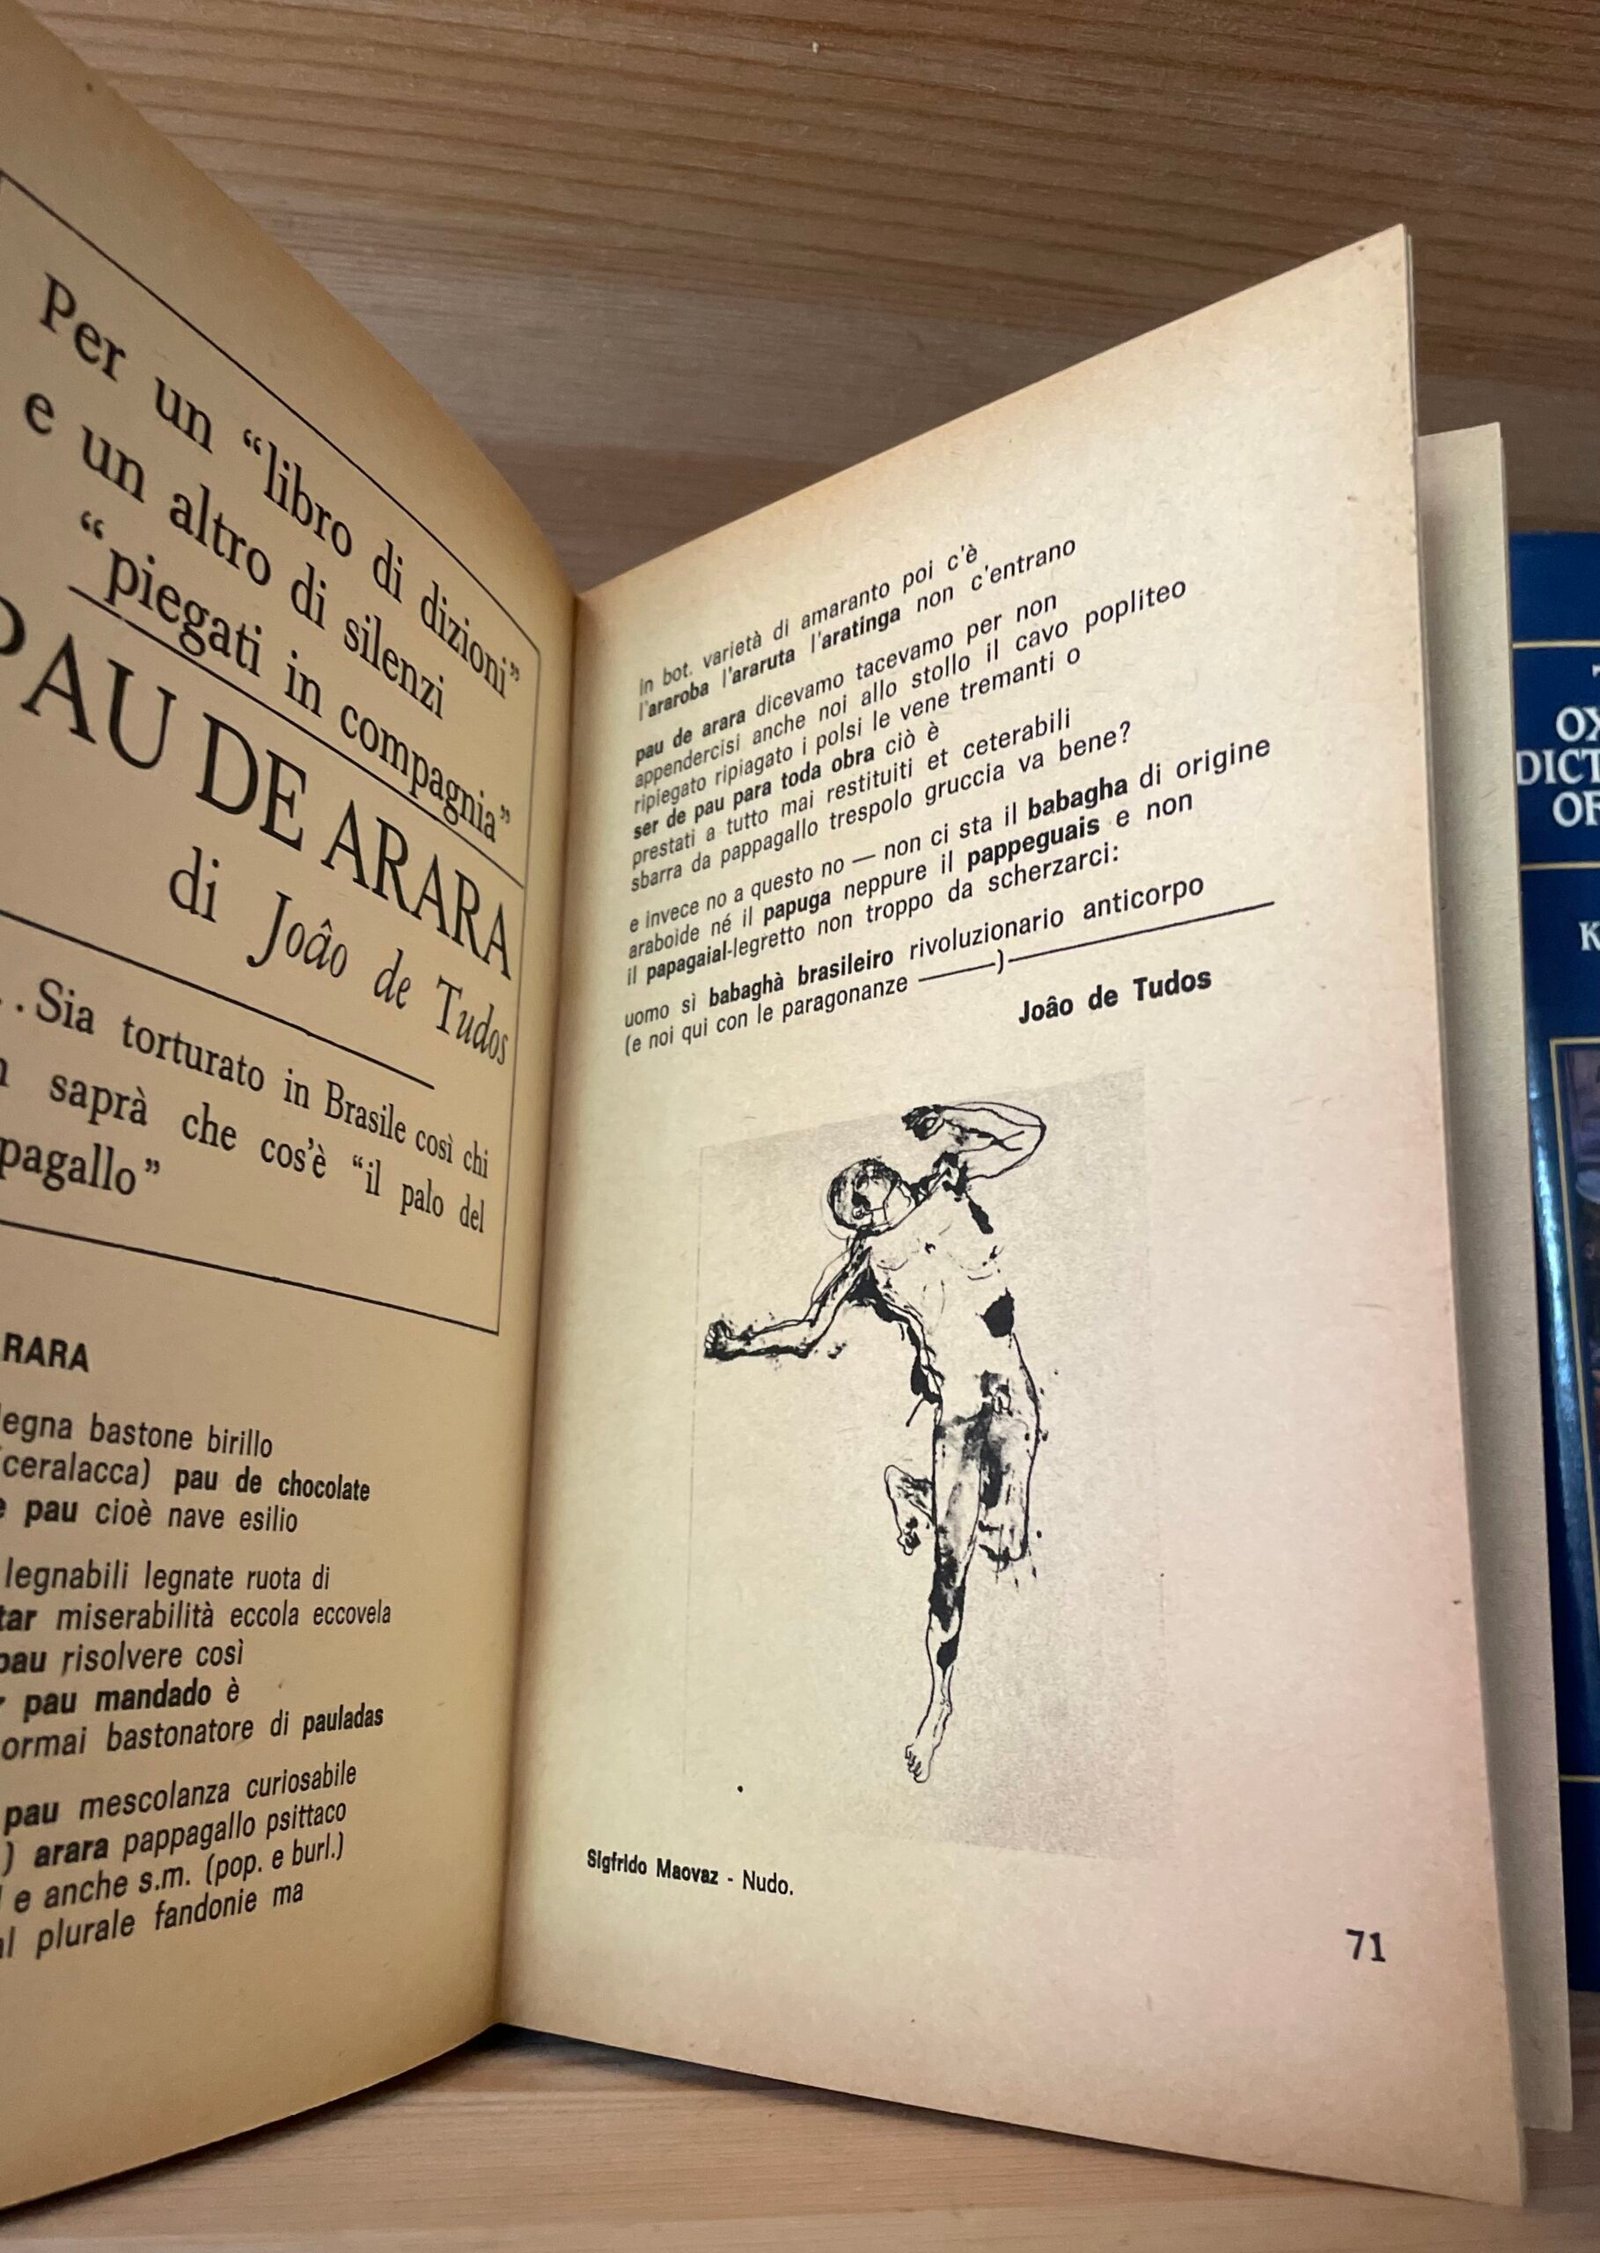 Per un “libro di dizioni”
e un altro di silenzi
“piegati in compagnia”
PAU DE ARARA
di Joâo de Tudos
...Sia torturato in Brasile così chi
saprà che cos’è “il palo del
pagallo”
RARA
legna bastone birillo
(ceralacca) pau de chocolate
pau cioè nave esilio
legnabili legnate ruota di
tar miserabilità eccola eccovela
pau risolvere così
pau mandado è
ormai bastonatore di pauladas
pau mescolanza curiosabile
) arara pappagallo psittaco
e anche s.m. (pop. e burl.)
al plurale fandonie ma
In bot. varietà di amaranto poi c’è
l’araroba l’araruta l’aratinga non c’entrano
pau de arara dicevamo tacevamo per non
appendercisi anche noi allo stollo il cavo popliteo
ripiegato ripiagato i polsi le vene tremanti o
ser de pau para toda obra ciò è
prestati a tutto mai restituiti et ceterabili
sbarra da pappagallo trespolo gruccia va bene?
e invece no a questo no — non ci sta il babagha di origine
araboide né il papuga neppure il pappeguais e non
il papagaial-legretto non troppo da scherzarci:
uomo sì babaghà brasileiro rivoluzionario anticorpo
(e noi qui con le paragonanze ———)———
Joâo de Tudos
Sigfrido Maovaz - Nudo.
71
OX
DICT
OF
K